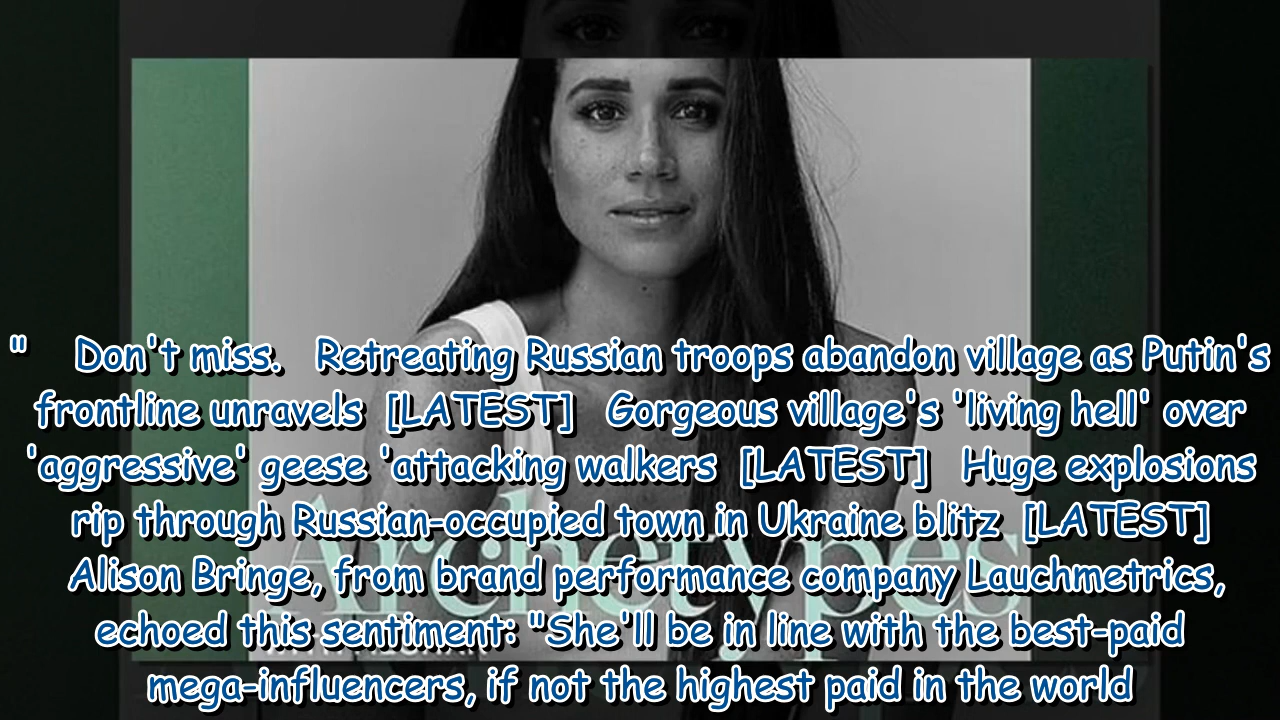 " Don't miss. Retreating Russian troops abandon village as Putin's
frontline unravels [LATEST] Gorgeous village's 'living hell' over
'aggressive' geese 'attacking walkers [LATEST] Huge explosions
rip through Russian-occupied town in Ukraine blitz [LATEST]
Archetypes
Alison Bringe, from brand performance company Lauchmetrics,
echoed this sentiment: "She'll be in line with the best-paid
mega-influencers, if not the highest paid in the world